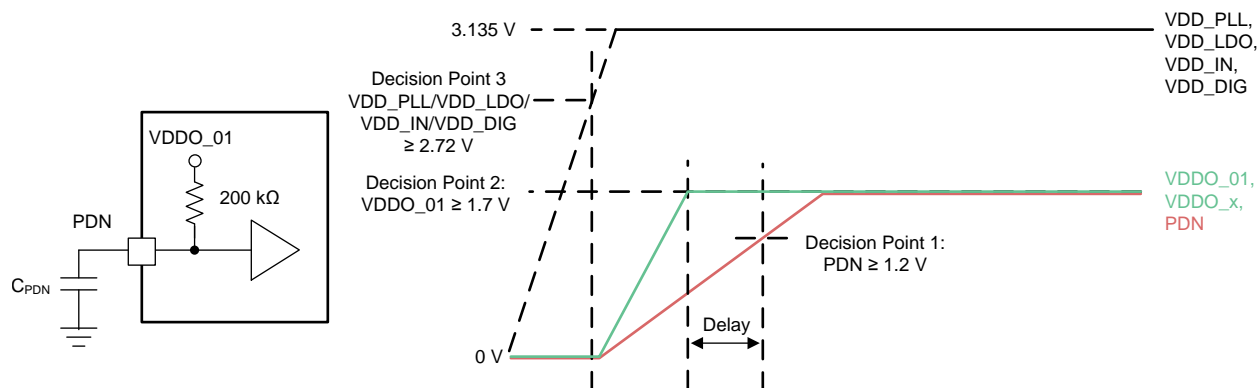 3.135 V
VDD_PLL,
VDD_LDO,
VDD_IN,
VDD_DIG
Decision Point 3
VDD_PLL/VDD_LDO/
VDD_IN/VDD_DIG
≥ 2.72 V
VDDO_01
200 kΩ
PDN
CPDN
Decision Point 2:
VDDO_01 ≥ 1.7 V
VDDO_01,
VDDO_x,
PDN
Decision Point 1:
PDN ≥ 1.2 V
Delay
0 V